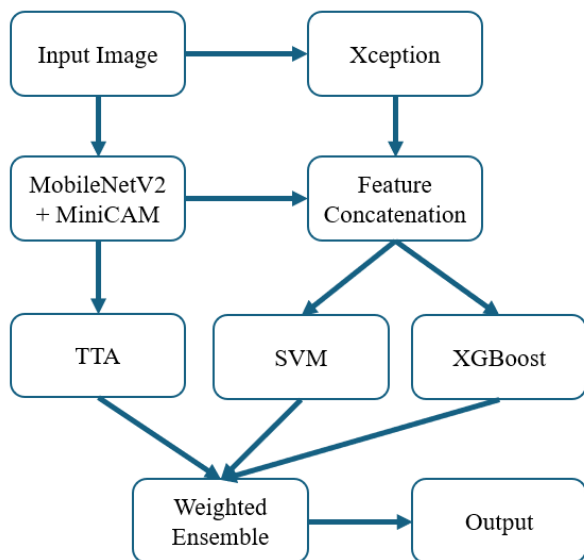 Input Image
Xception
MobileNetV2
+ MiniCAM
Feature
Concatenation
TTA
SVM
XGBoost
Weighted
Ensemble
Output